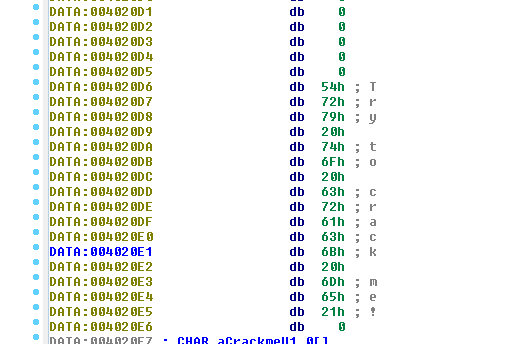 DATA:004020D1 db 0
DATA:004020D2 db 0
DATA:004020D3 db 0
DATA:004020D4 db 0
DATA:004020D5 db 0
DATA:004020D6 db 54h ; T
DATA:004020D7 db 72h ; r
DATA:004020D8 db 79h ; y
DATA:004020D9 db 20h
DATA:004020DA db 74h ; t
DATA:004020DB db 6Fh ; o
DATA:004020DC db 20h
DATA:004020DD db 63h ; c
DATA:004020DE db 72h ; r
DATA:004020DF db 61h ; a
DATA:004020E0 db 63h ; c
DATA:004020E1 db 6Bh ; k
DATA:004020E2 db 20h
DATA:004020E3 db 6Dh ; m
DATA:004020E4 db 65h ; e
DATA:004020E5 db 21h ; !
DATA:004020E6 db 0
DATA:004020E7 ; CHAR aCrackmeV1_0[]